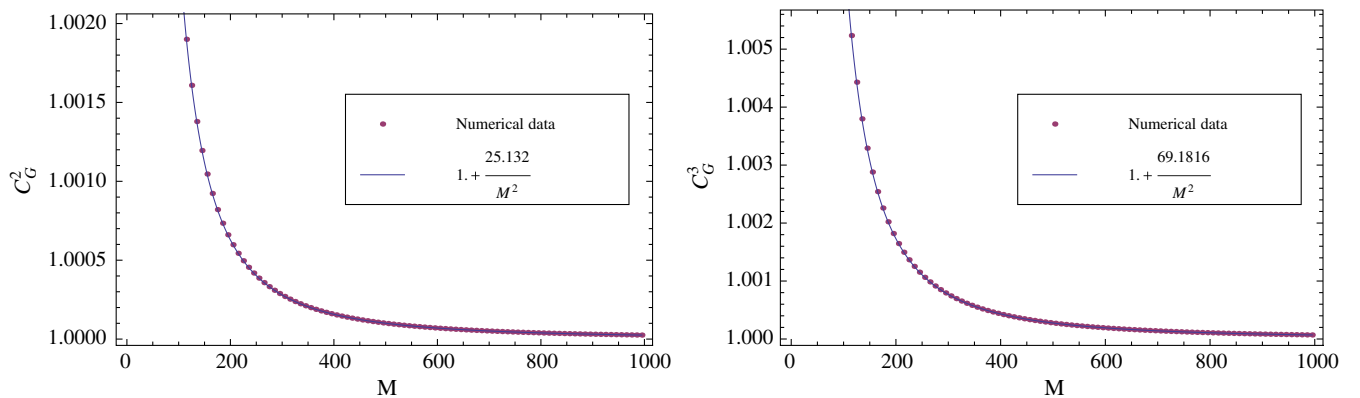 1.0020
1.0015
1.0010
1.0005
1.0000
C_G^2
Numerical data
1. + 25.132 / M^2
0 200 400 600 800 1000
M
1.005
1.004
1.003
1.002
1.001
1.000
C_G^3
Numerical data
1. + 69.1816 / M^2
0 200 400 600 800 1000
M